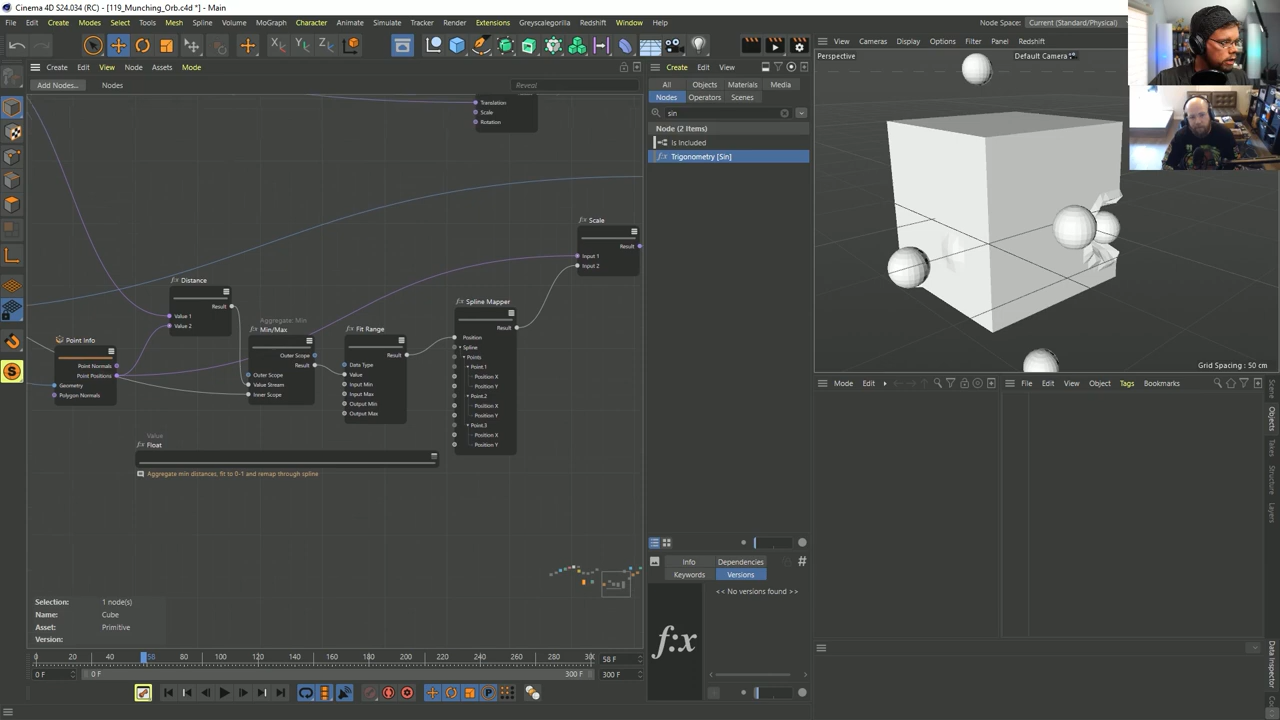 Cinema 4D S24.034 (RC) - [119_Munching_Orb.c4d *] - Main
File Edit Create Modes Select Tools Spline Mesh Volume MoGraph Character Animate Simulate Tracker Render Extensions Greyscalegorilla Redshift Window Help
Node Space: Current (Standard/Physical)
X Y Z
Create Edit View Node Assets Mode
Add Nodes... Nodes
Reveal
Translation
Scale
Rotation
Scale
Result
Input 1
Input 2
Distance
Result
Value 1
Value 2
Spline Mapper
Result
Position
Spline
Points
Point.1
Position X
Position Y
Point.2
Position X
Position Y
Point.3
Position X
Position Y
Aggregate: Min
Min/Max
Outer Scope
Result
Outer Scope
Value Stream
Inner Scope
Fit Range
Result
Data Type
Value
Input Min
Input Max
Output Min
Output Max
Point Info
Point Normals
Point Positions
Geometry
Polygon Normals
Value
Float
Aggregate min distances, fit to 0-1 and remap through spline
Selection: 1 node(s)
Name: Cube
Asset: Primitive
Version:
Create Edit View
All Objects Materials Media
Nodes Operators Scenes
sin
Node (2 Items)
Is Included
f:x Trigonometry [Sin]
Info Dependencies
Keywords Versions
<< No versions found >>
f:x
View Cameras Display Options Filter Panel Redshift
Perspective
Default Camera
Grid Spacing : 50 cm
Mode Edit
File Edit View Object Tags Bookmarks
Objects
Takes
Structure
Layers
Data Inspector
0 20 40 58 80 100 120 140 160 180 200 220 240 260 280 300
58 F
0 F
0 F
300 F
300 F